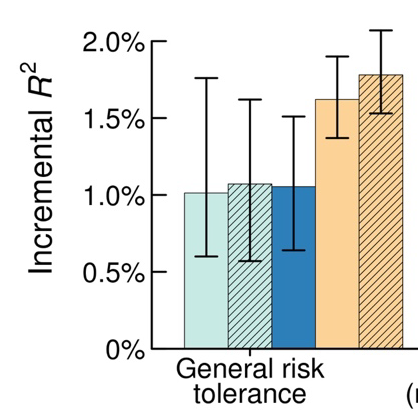 Incremental R²
2.0%
1.5%
1.0%
0.5%
0%
General risk
tolerance
(